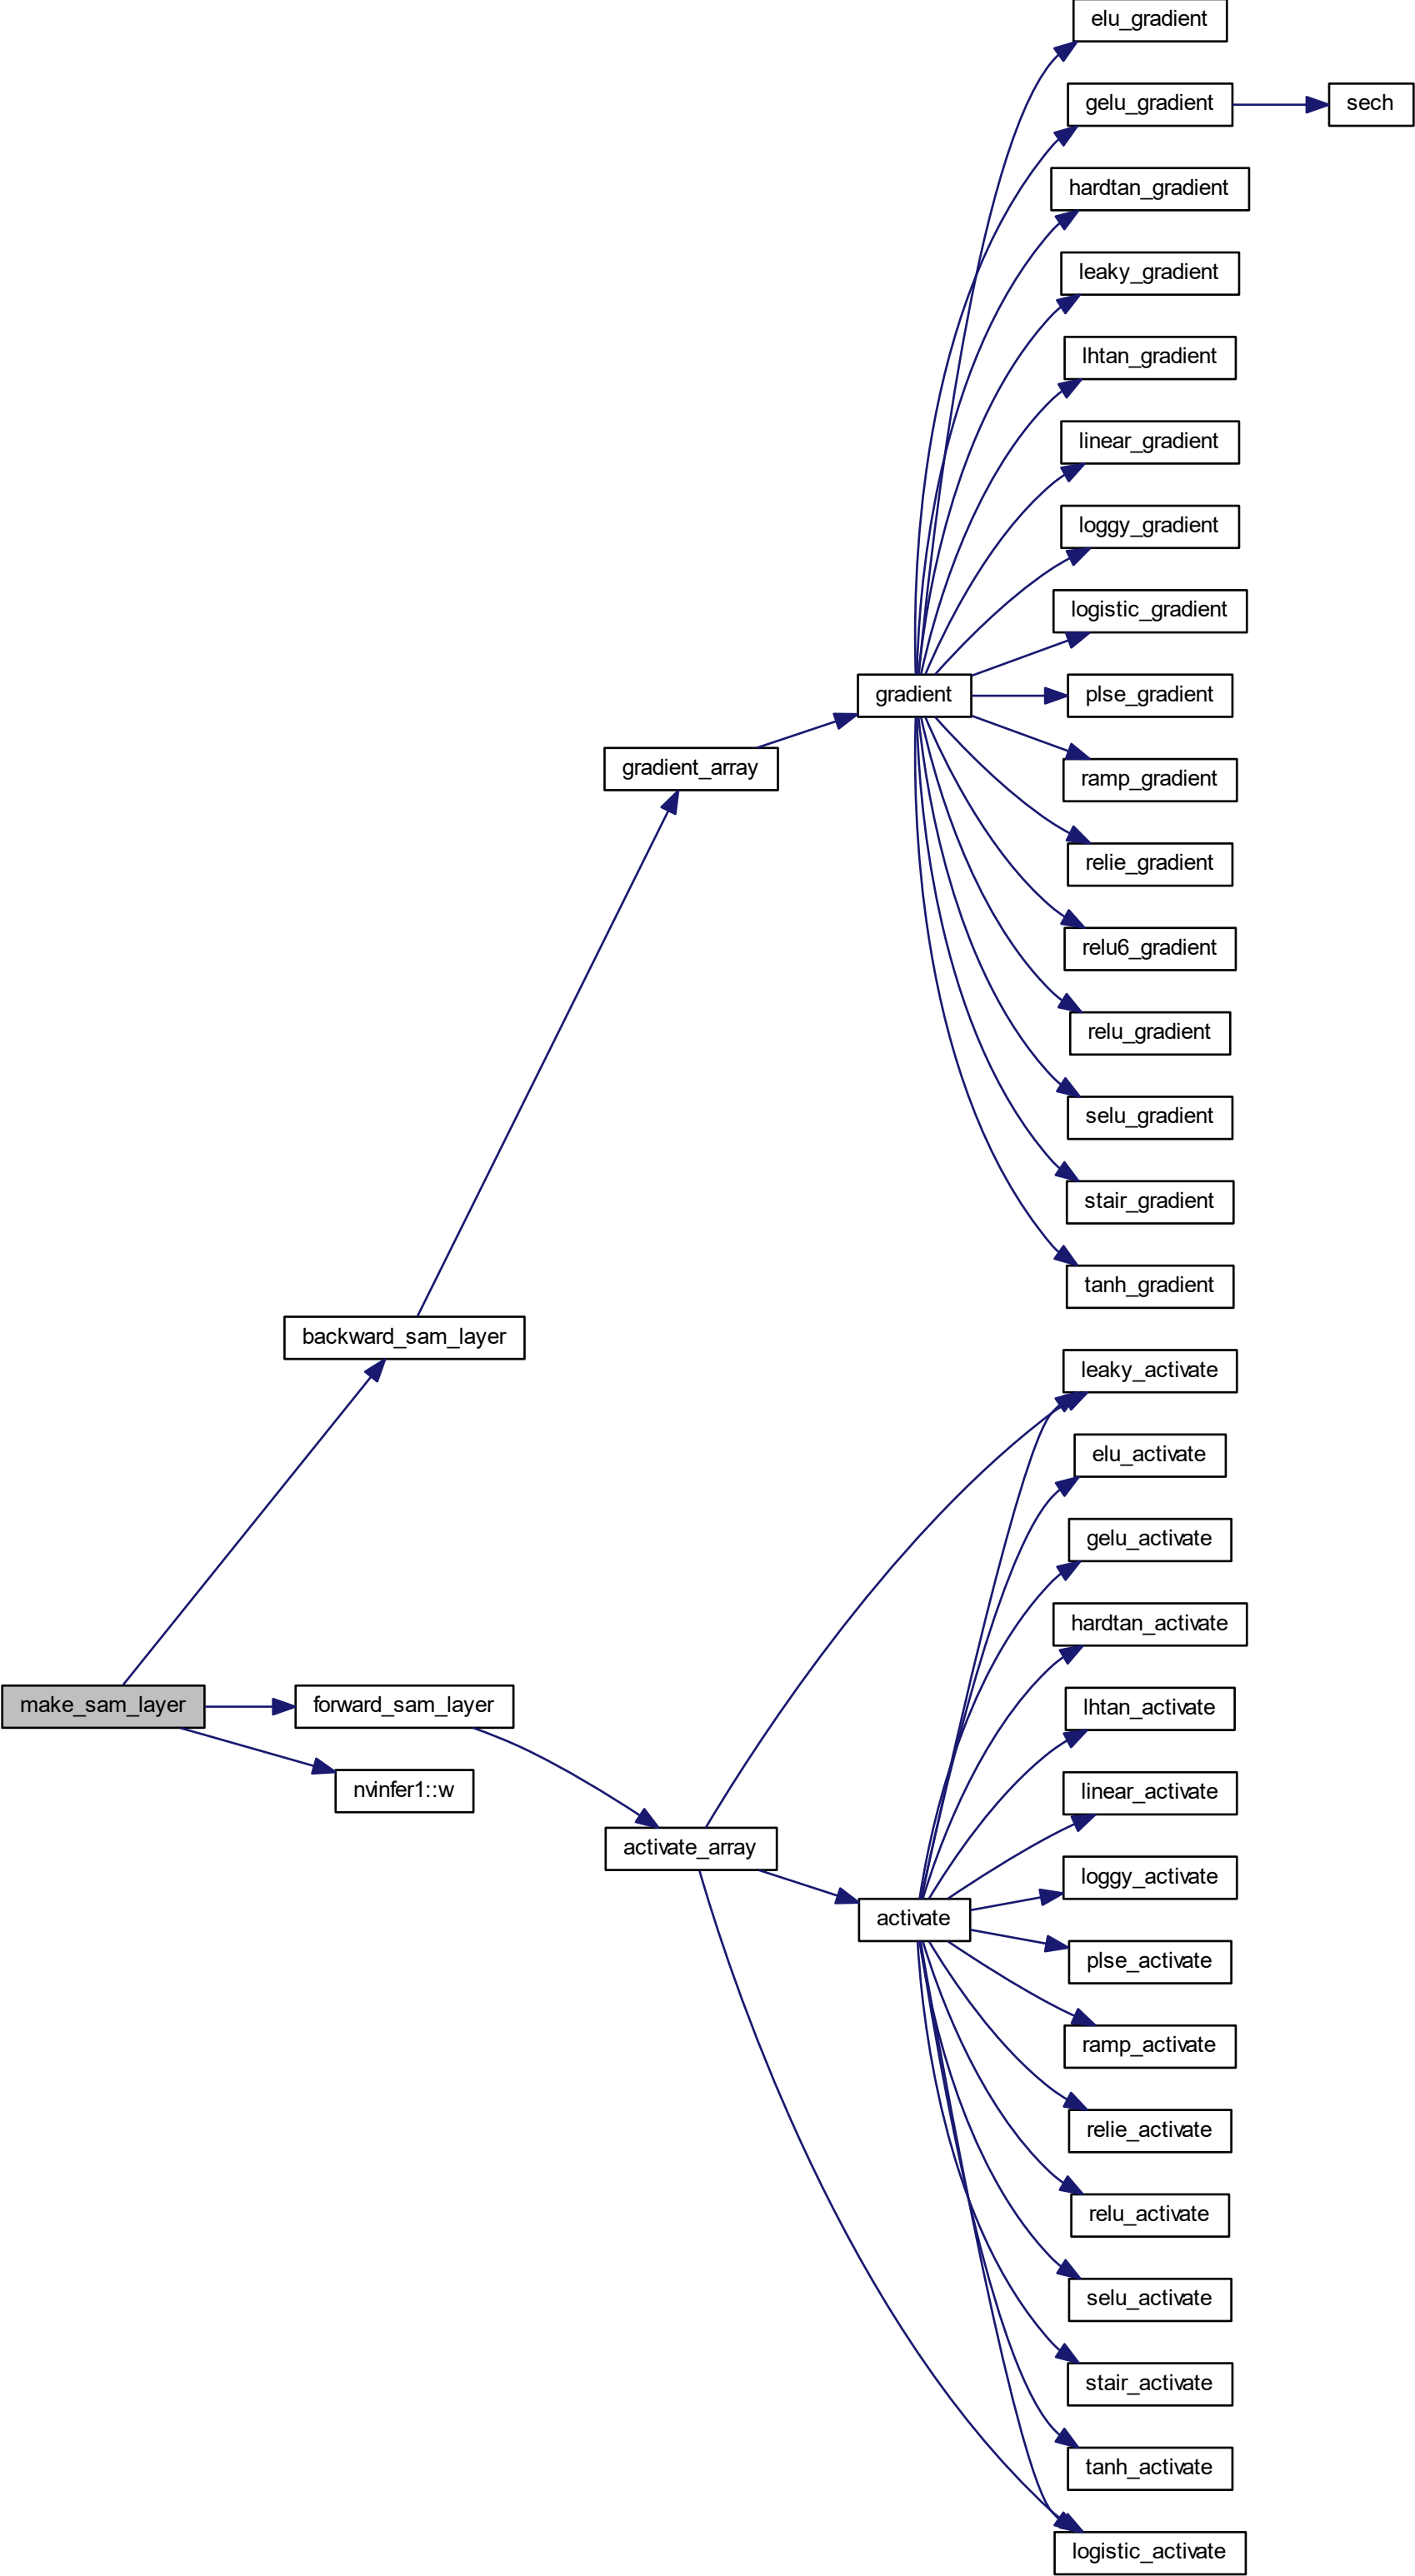 elu_gradient
gelu_gradient
sech
hardtan_gradient
leaky_gradient
lhtan_gradient
linear_gradient
loggy_gradient
logistic_gradient
gradient
plse_gradient
gradient_array
ramp_gradient
relie_gradient
relu6_gradient
relu_gradient
selu_gradient
stair_gradient
tanh_gradient
backward_sam_layer
leaky_activate
elu_activate
gelu_activate
hardtan_activate
make_sam_layer
forward_sam_layer
lhtan_activate
nvinfer1::w
linear_activate
activate_array
loggy_activate
activate
plse_activate
ramp_activate
relie_activate
relu_activate
selu_activate
stair_activate
tanh_activate
logistic_activate